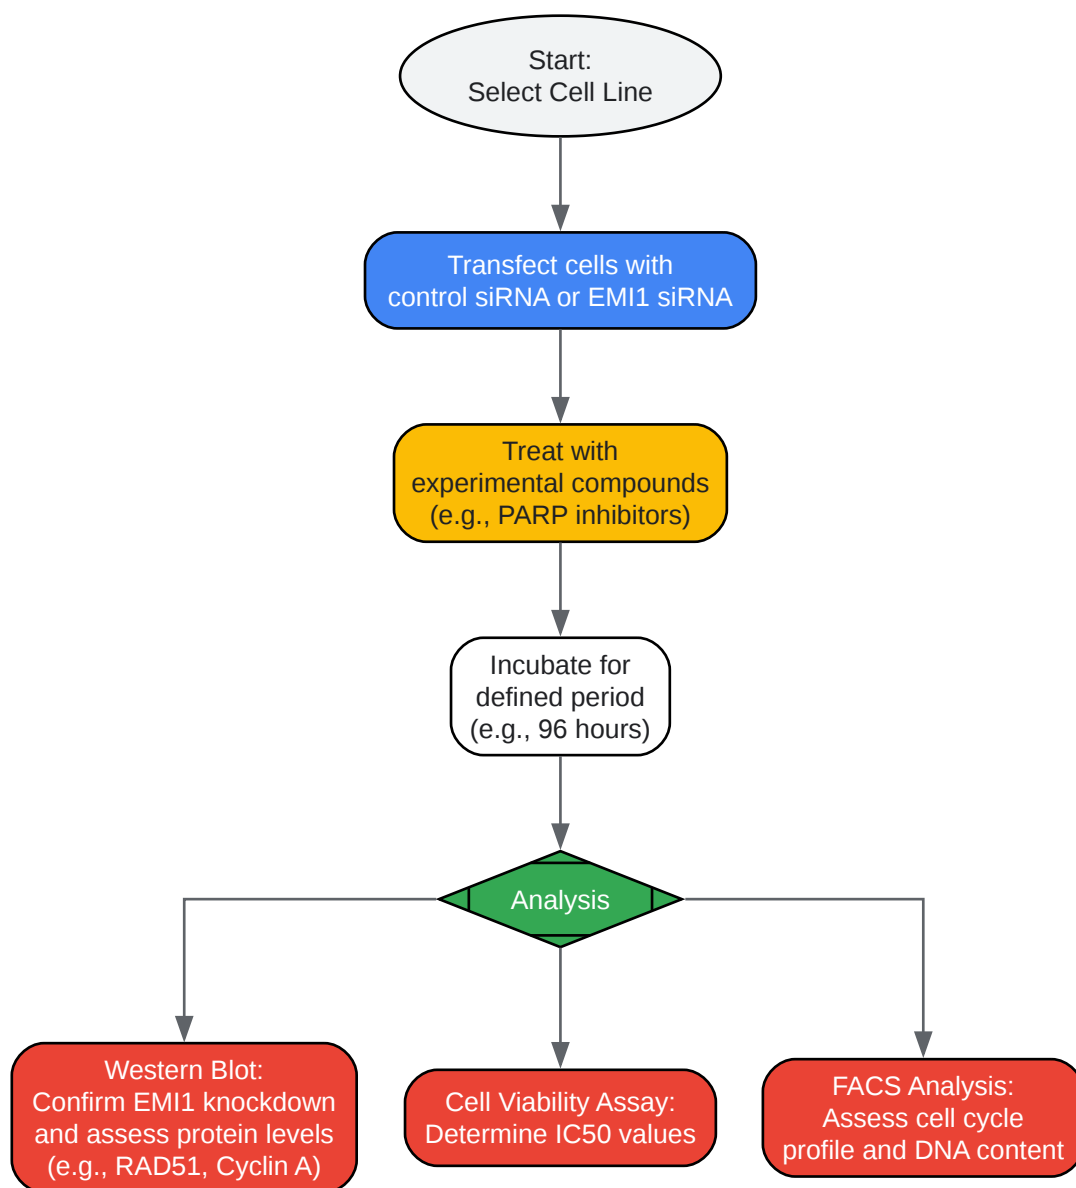 Start:
Select Cell Line
Transfect cells with
control siRNA or EMI1 siRNA
Treat with
experimental compounds
(e.g., PARP inhibitors)
Incubate for
defined period
(e.g., 96 hours)
Analysis
Western Blot:
Confirm EMI1 knockdown
and assess protein levels
(e.g., RAD51, Cyclin A)
Cell Viability Assay:
Determine IC50 values
FACS Analysis:
Assess cell cycle
profile and DNA content